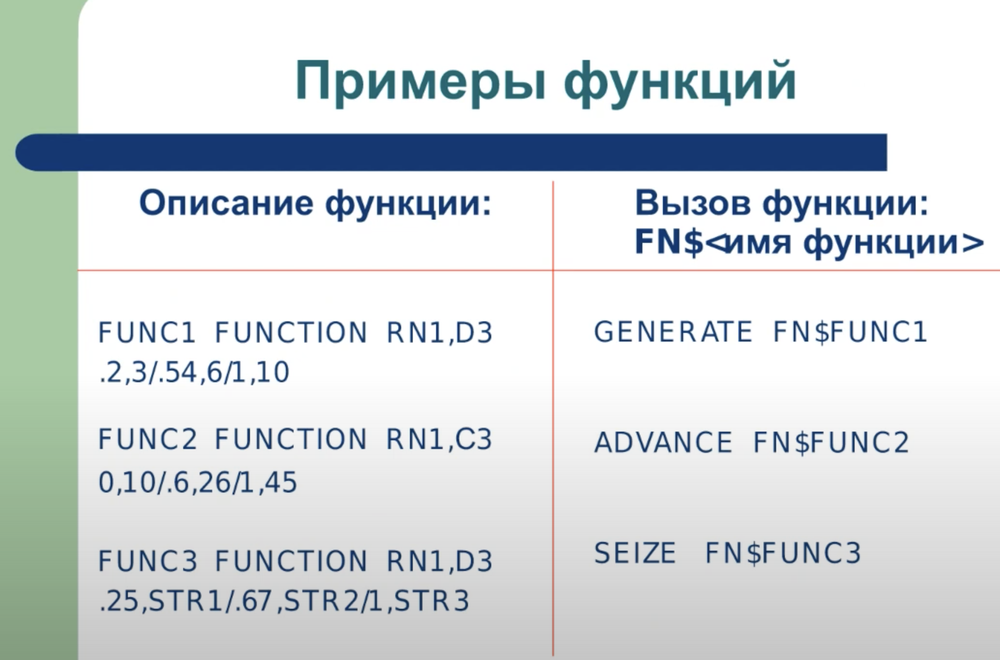 Примеры функций
Описание функции:
Вызов функции:
FN$<имя функции>
FUNC1 FUNCTION RN1,D3
.2,3/.54,6/1,10
GENERATE FN$FUNC1
FUNC2 FUNCTION RN1,C3
0,10/.6,26/1,45
ADVANCE FN$FUNC2
FUNC3 FUNCTION RN1,D3
.25,STR1/.67,STR2/1,STR3
SEIZE FN$FUNC3